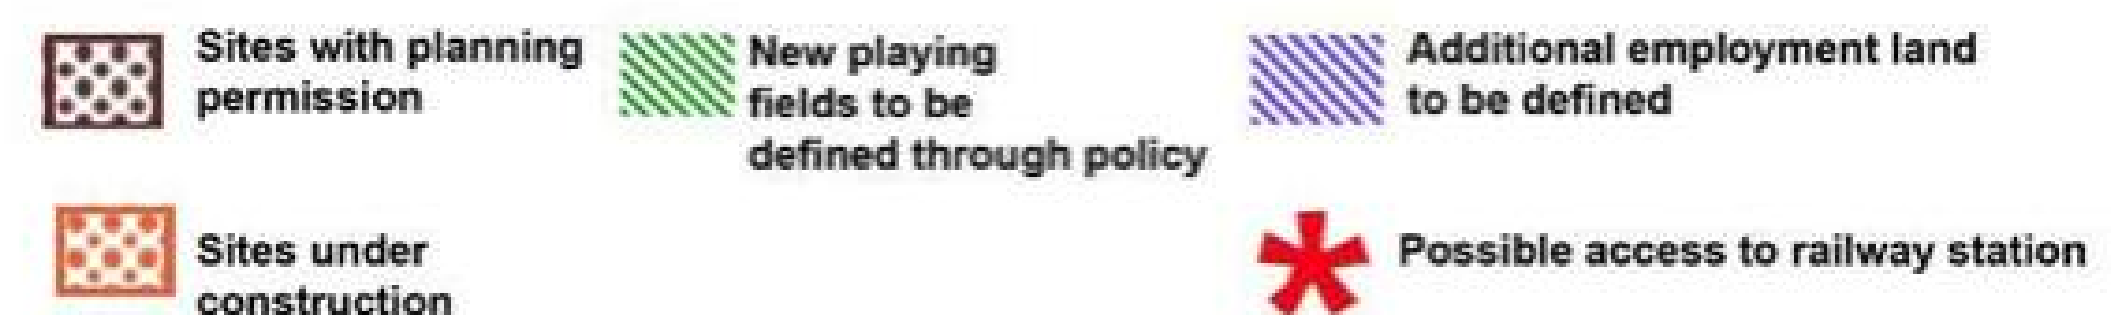 Sites with planning
permission
New playing
fields to be
defined through policy
Additional employment land
to be defined
Sites under
construction
Possible access to railway station